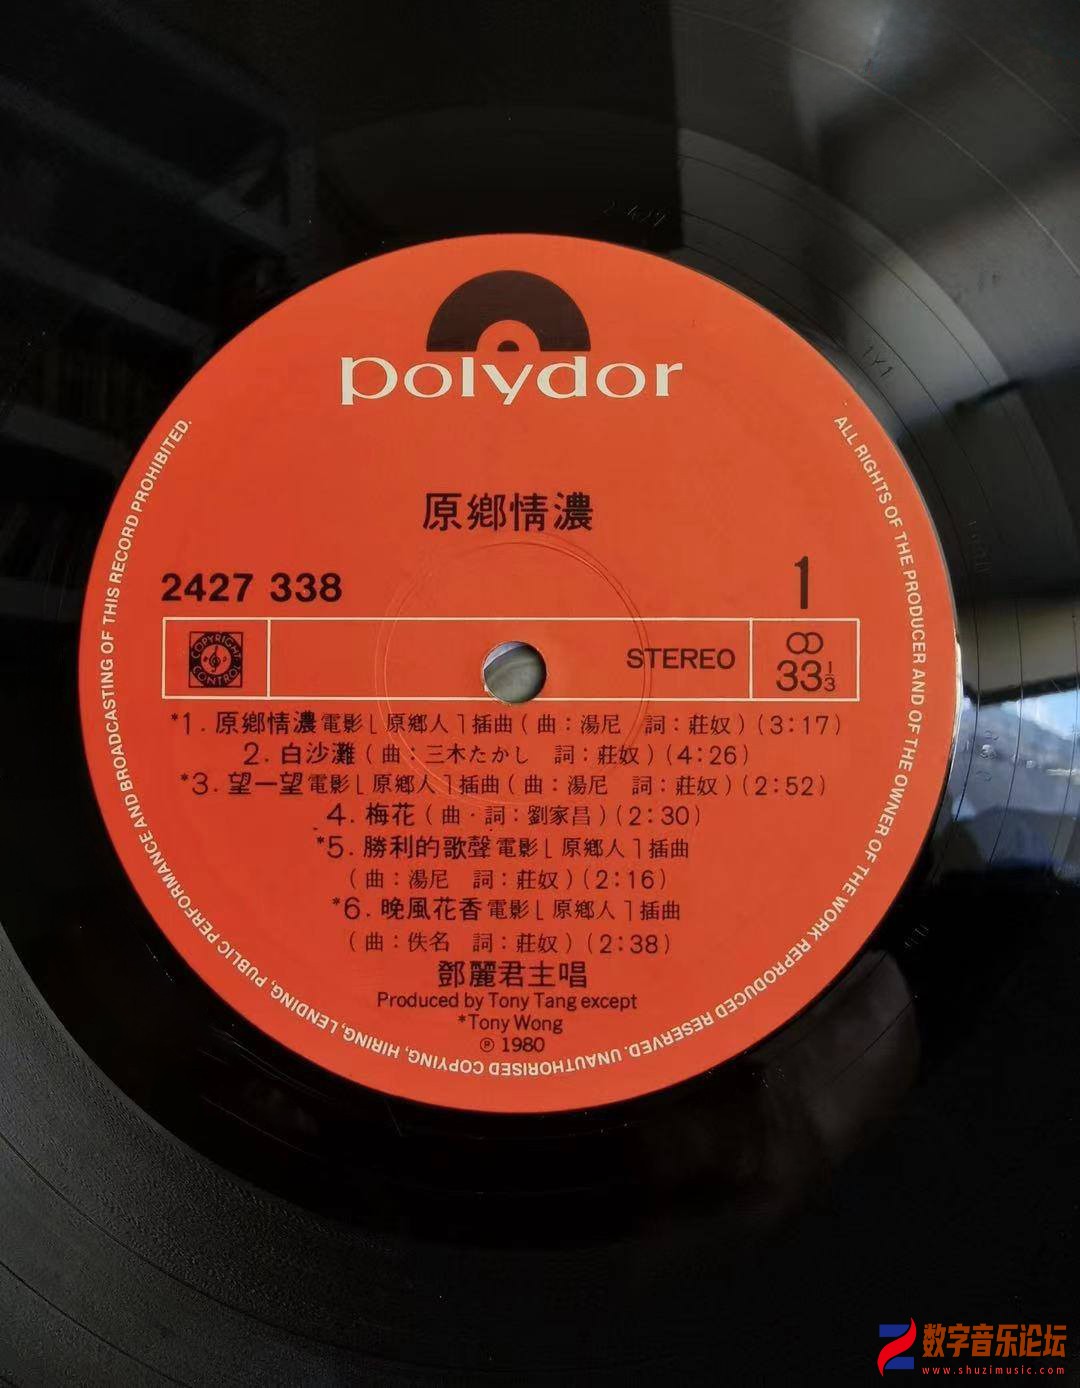 polydor
原鄉情濃
2427 338
1
COPYRIGHT CONTROL
STEREO
33 1/3
*1. 原鄉情濃電影「原鄉人」插曲(曲:湯尼 詞:莊奴)(3:17)
2. 白沙灘(曲:三木たかし 詞:莊奴)(4:26)
*3. 望一望電影「原鄉人」插曲(曲:湯尼 詞:莊奴)(2:52)
4. 梅花(曲·詞:劉家昌)(2:30)
*5. 勝利的歌聲電影「原鄉人」插曲
(曲:湯尼 詞:莊奴)(2:16)
*6. 晚風花香電影「原鄉人」插曲
(曲:佚名 詞:莊奴)(2:38)
鄧麗君主唱
Produced by Tony Tang except
*Tony Wong
℗ 1980
ALL RIGHTS OF THE PRODUCER AND OF THE OWNER OF THE WORK REPRODUCED RESERVED. UNAUTHORISED COPYING, HIRING, LENDING, PUBLIC PERFORMANCE AND BROADCASTING OF THIS RECORD PROHIBITED.
数字音乐论坛
www.shuzimusic.com